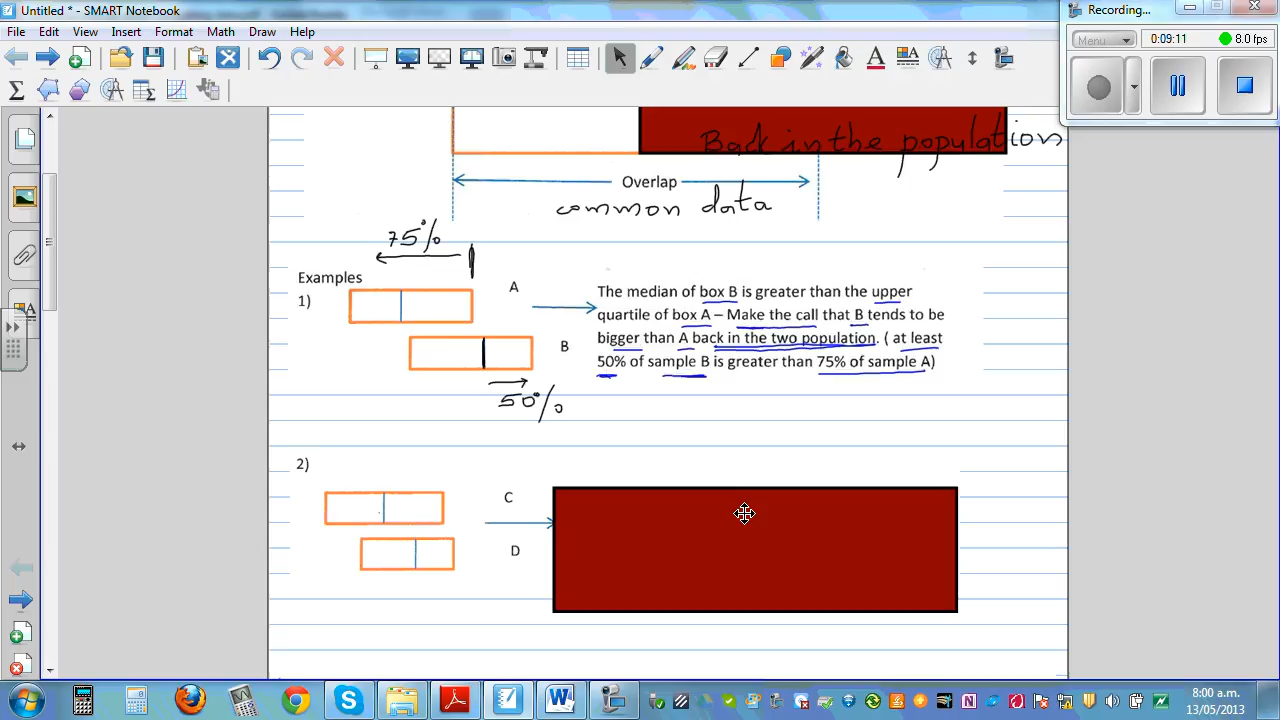 Untitled * - SMART Notebook
Recording...
File Edit View Insert Format Math Draw Help
Menu 0:09:11 8.0 fps
Back in the population
Overlap
common data
75%
Examples
1)
A
B
50%
The median of box B is greater than the upper
quartile of box A – Make the call that B tends to be
bigger than A back in the two population. ( at least
50% of sample B is greater than 75% of sample A)
2)
C
D
8:00 a.m.
13/05/2013